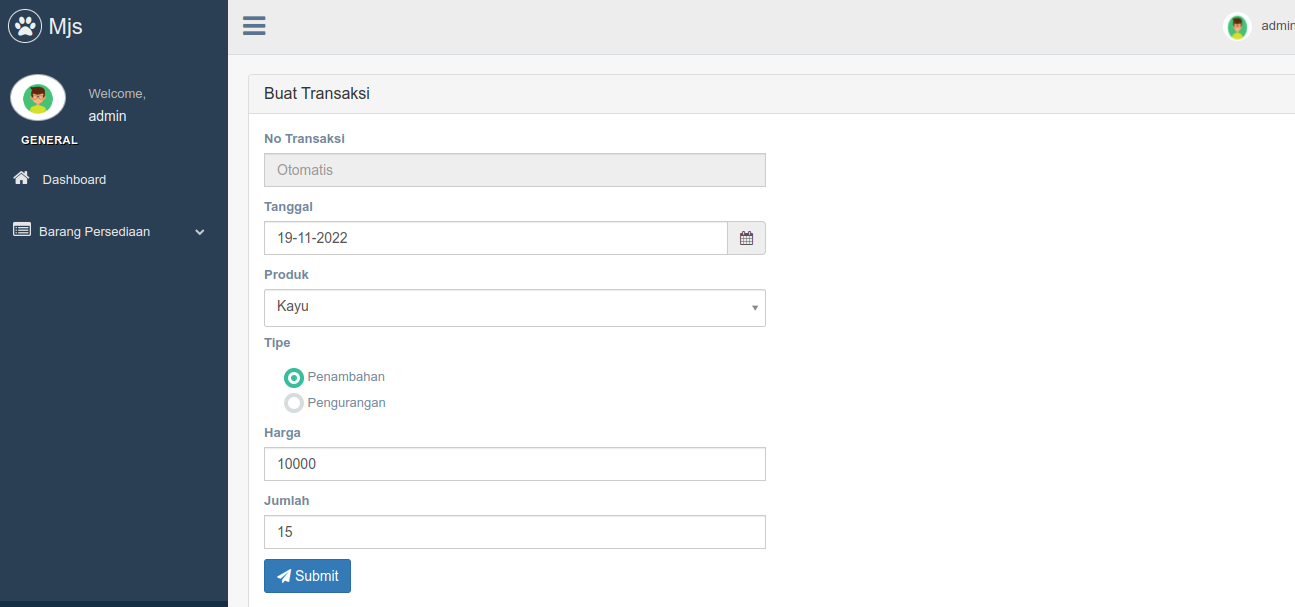 Mjs
admin
Welcome,
admin
GENERAL
Dashboard
Barang Persediaan
Buat Transaksi
No Transaksi
Otomatis
Tanggal
19-11-2022
Produk
Kayu
Tipe
Penambahan
Pengurangan
Harga
10000
Jumlah
15
Submit